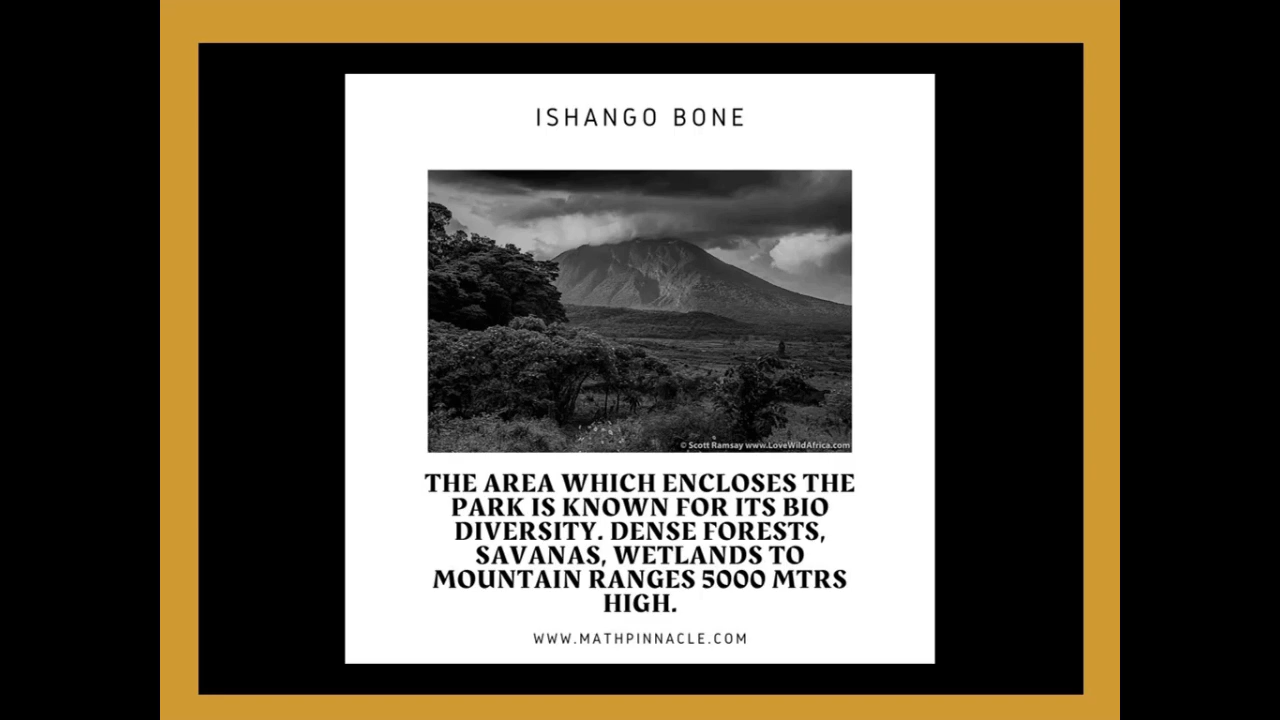 ISHANGO BONE
© Scott Ramsay www.LoveWildAfrica.com
THE AREA WHICH ENCLOSES THE
PARK IS KNOWN FOR ITS BIO
DIVERSITY. DENSE FORESTS,
SAVANAS, WETLANDS TO
MOUNTAIN RANGES 5000 MTRS
HIGH.
WWW.MATHPINNACLE.COM